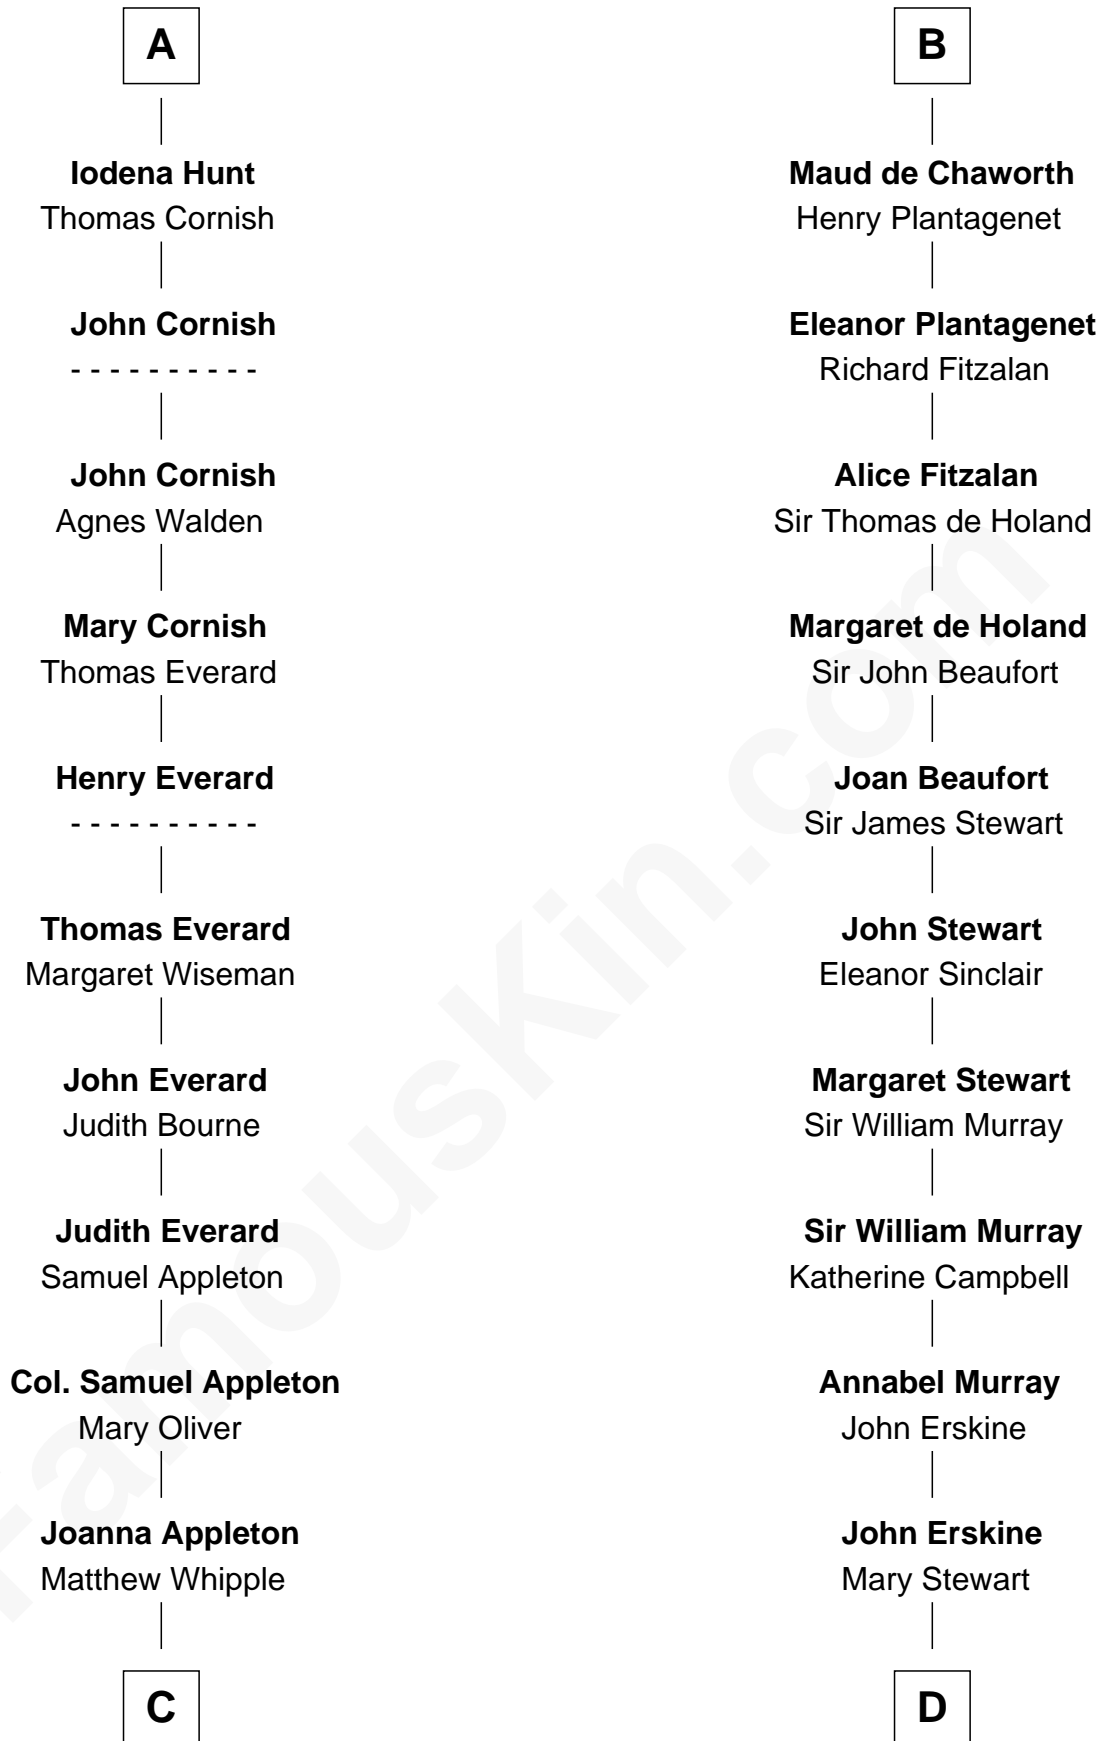 A
Iodena Hunt
Thomas Cornish
John Cornish
- - - - - - - - - -
John Cornish
Agnes Walden
Mary Cornish
Thomas Everard
Henry Everard
- - - - - - - - - -
Thomas Everard
Margaret Wiseman
John Everard
Judith Bourne
Judith Everard
Samuel Appleton
Col. Samuel Appleton
Mary Oliver
Joanna Appleton
Matthew Whipple
C
B
Maud de Chaworth
Henry Plantagenet
Eleanor Plantagenet
Richard Fitzalan
Alice Fitzalan
Sir Thomas de Holand
Margaret de Holand
Sir John Beaufort
Joan Beaufort
Sir James Stewart
John Stewart
Eleanor Sinclair
Margaret Stewart
Sir William Murray
Sir William Murray
Katherine Campbell
Annabel Murray
John Erskine
John Erskine
Mary Stewart
D
FamousKin.com